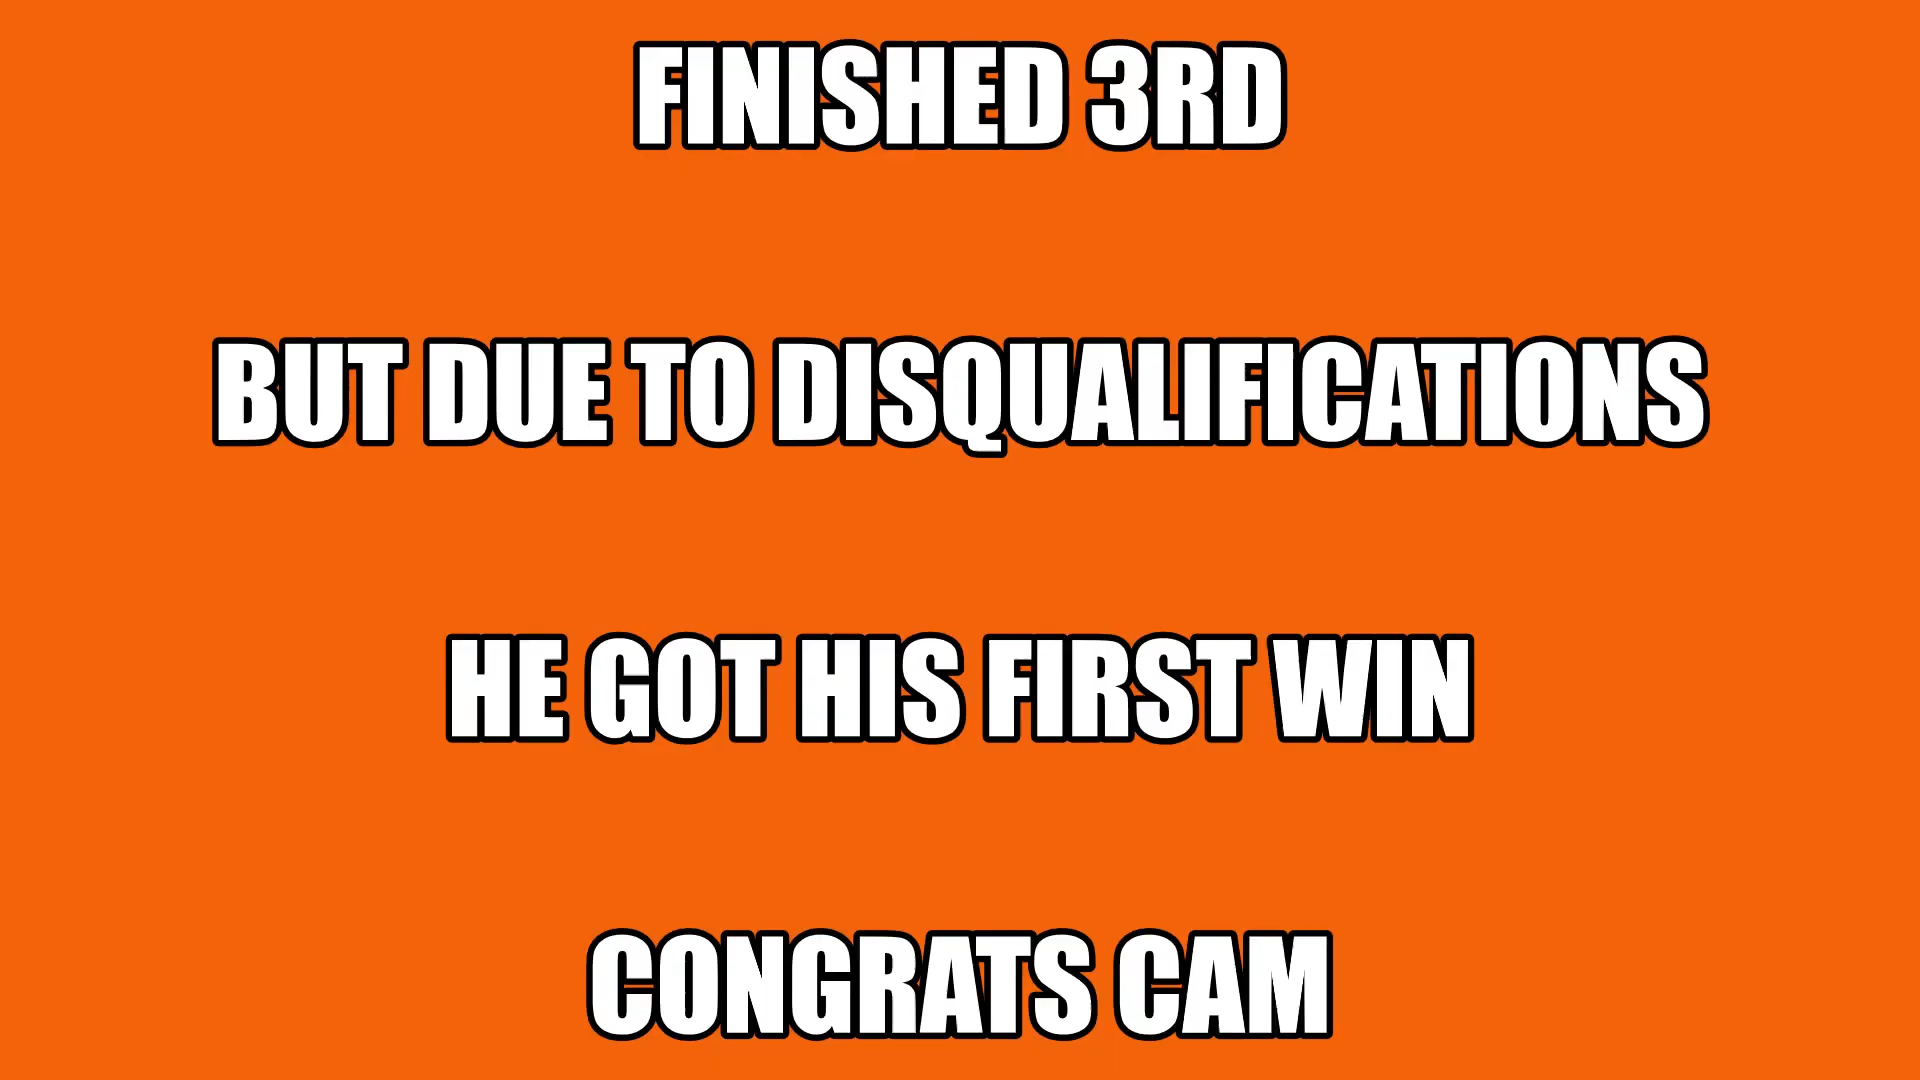 FINISHED 3RD
BUT DUE TO DISQUALIFICATIONS
HE GOT HIS FIRST WIN
CONGRATS CAM